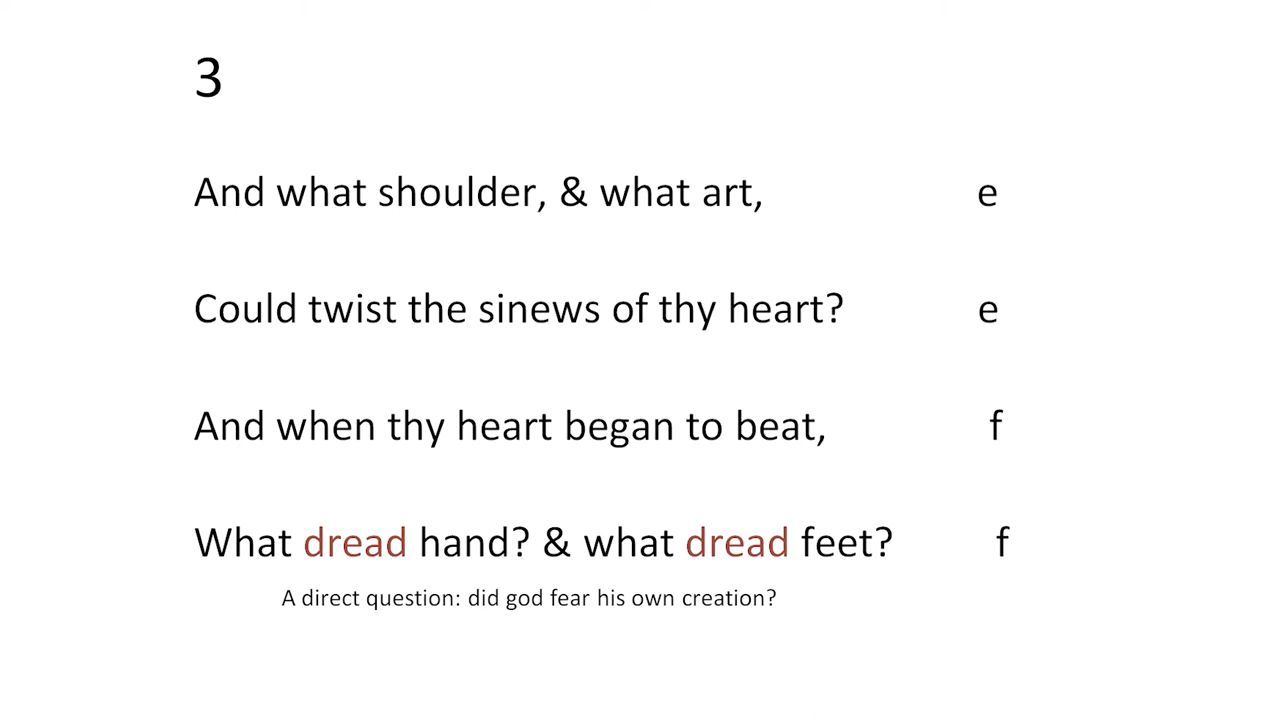 3
And what shoulder, & what art, e
Could twist the sinews of thy heart? e
And when thy heart began to beat, f
What dread hand? & what dread feet? f
A direct question: did god fear his own creation?